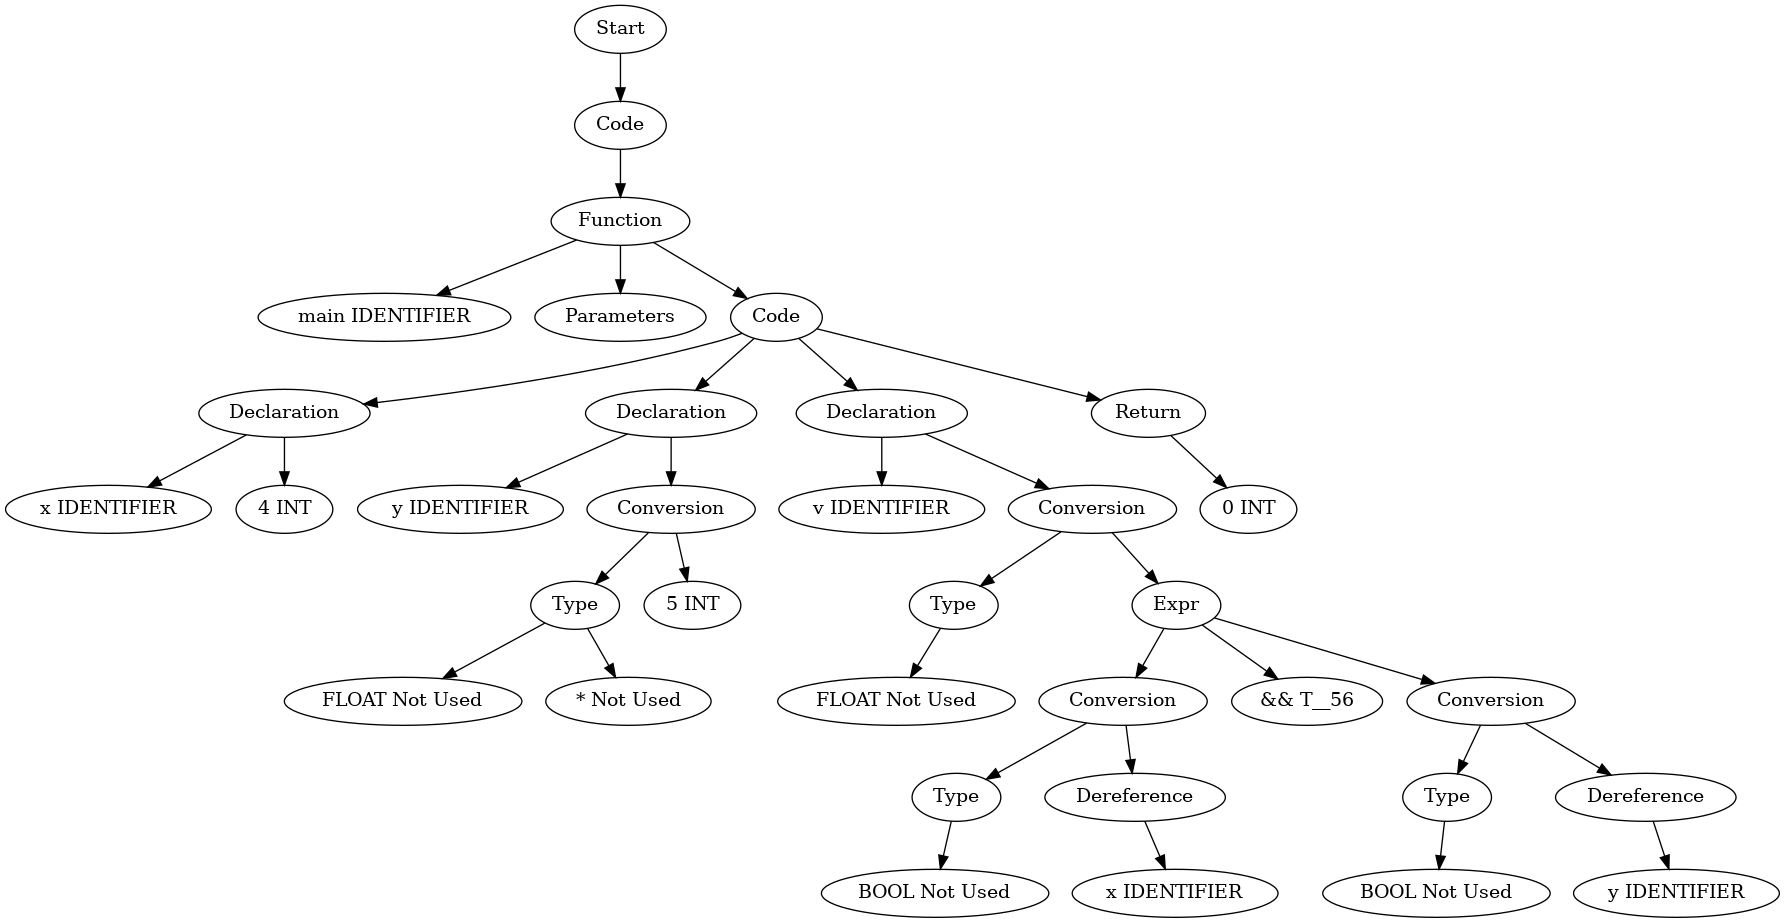 Start
Code
Function
main IDENTIFIER
Parameters
Code
Declaration
Declaration
Declaration
Return
x IDENTIFIER
4 INT
y IDENTIFIER
Conversion
v IDENTIFIER
Conversion
0 INT
Type
5 INT
Type
Expr
FLOAT Not Used
* Not Used
FLOAT Not Used
Conversion
&& T__56
Conversion
Type
Dereference
Type
Dereference
BOOL Not Used
x IDENTIFIER
BOOL Not Used
y IDENTIFIER